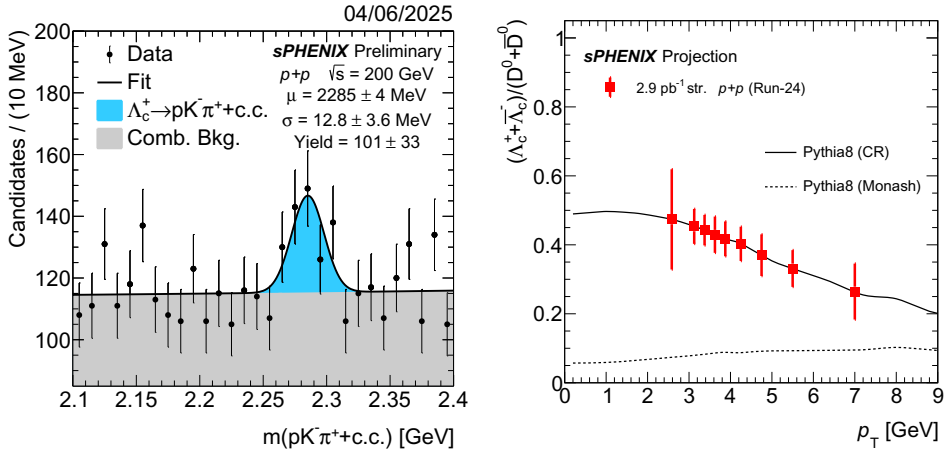 04/06/2025
200
180
160
140
120
100
Candidates / (10 MeV)
Data
Fit
Λc+→pK-π++c.c.
Comb. Bkg.
sPHENIX Preliminary
p+p √s = 200 GeV
μ = 2285 ± 4 MeV
σ = 12.8 ± 3.6 MeV
Yield = 101 ± 33
2.1 2.15 2.2 2.25 2.3 2.35 2.4
m(pK-π++c.c.) [GeV]
1
0.8
0.6
0.4
0.2
0
(Λc++Λ̅c-)/(D0+D̅0)
sPHENIX Projection
2.9 pb-1 str. p+p (Run-24)
Pythia8 (CR)
Pythia8 (Monash)
0 1 2 3 4 5 6 7 8 9
pT [GeV]